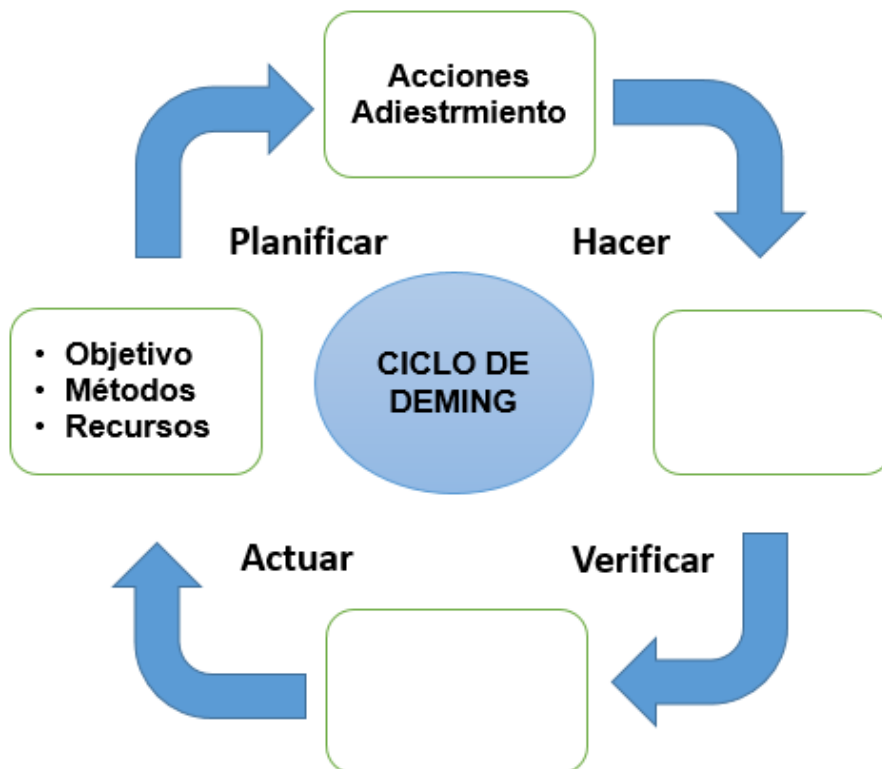 Acciones
Adiestrmiento
Planificar
Hacer
• Objetivo
• Métodos
• Recursos
CICLO DE
DEMING
Actuar
Verificar